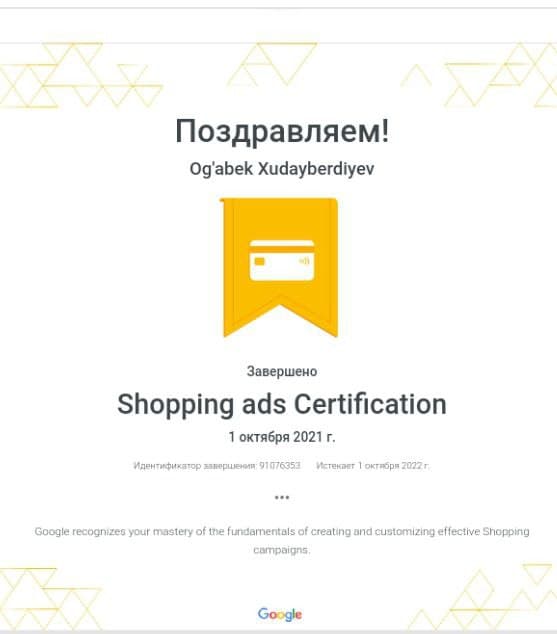 Поздравляем!
Og'abek Xudayberdiyev
Завершено
Shopping ads Certification
1 октября 2021 г.
Идентификатор завершения: 91076353 Истекает 1 октября 2022 г.
•••
Google recognizes your mastery of the fundamentals of creating and customizing effective Shopping
campaigns.
Google